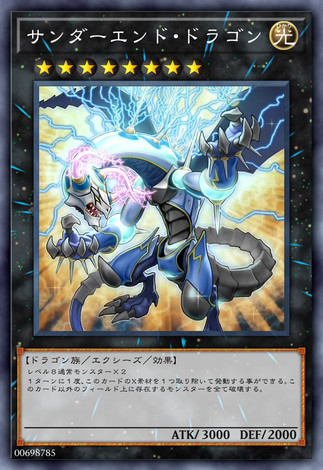 サンダーエンド・ドラゴン
光
【ドラゴン族／エクシーズ／効果】
レベル８通常モンスター×２
１ターンに１度、このカードのX素材を１つ取り除いて発動する事ができる。こ
のカード以外のフィールド上に存在するモンスターを全て破壊する。
ATK/ 3000 DEF/ 2000
00698785